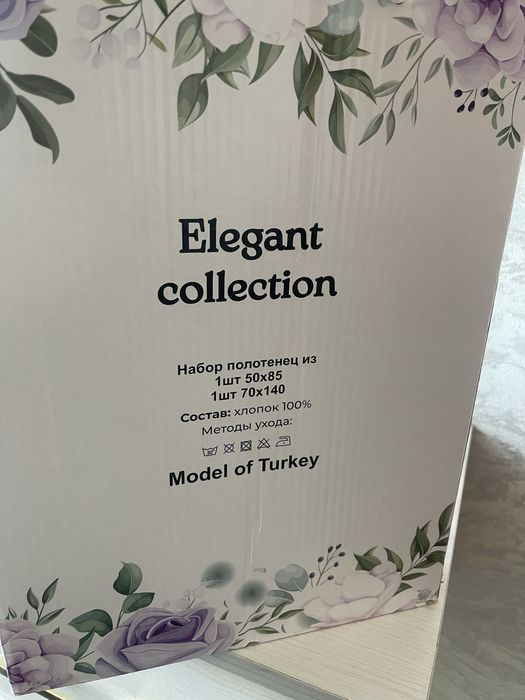 Elegant
collection
Набор полотенец из
1шт 50х85
1шт 70х140
Состав: хлопок 100%
Методы ухода:
Model of Turkey